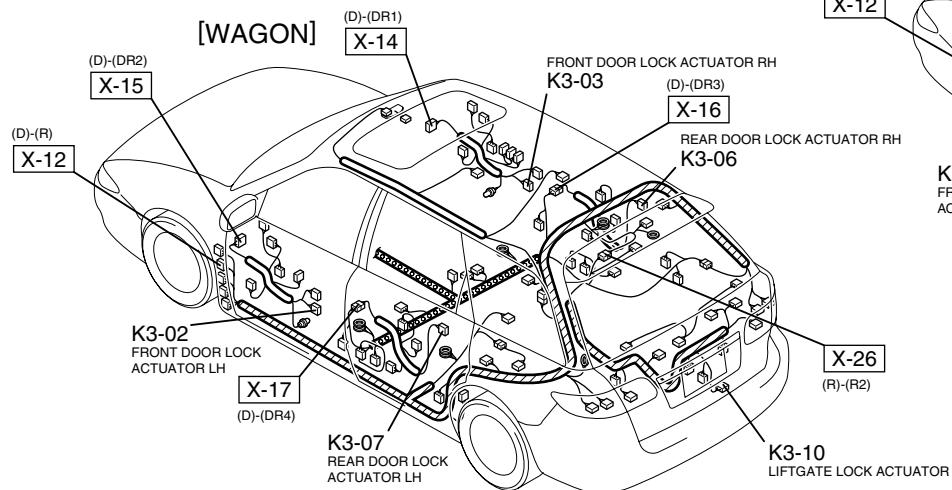 [WAGON]
(D)-(DR1)
X-14
X-12
(D)-(DR2)
X-15
FRONT DOOR LOCK ACTUATOR RH
K3-03
(D)-(DR3)
X-16
(D)-(R)
X-12
REAR DOOR LOCK ACTUATOR RH
K3-06
K
FR
AC
K3-02
FRONT DOOR LOCK
ACTUATOR LH
X-17
(D)-(DR4)
X-26
(R)-(R2)
K3-07
REAR DOOR LOCK
ACTUATOR LH
K3-10
LIFTGATE LOCK ACTUATOR